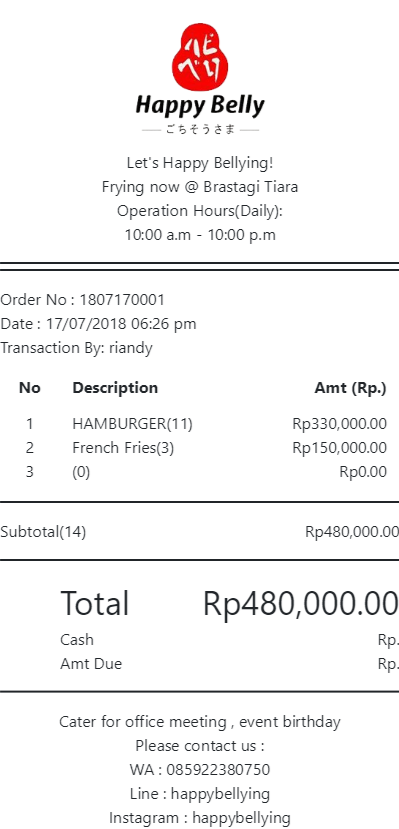 ハピ
べり
Happy Belly
ごちそうさま
Let's Happy Bellying!
Frying now @ Brastagi Tiara
Operation Hours(Daily):
10:00 a.m - 10:00 p.m
Order No : 1807170001
Date : 17/07/2018 06:26 pm
Transaction By: riandy
No Description Amt (Rp.)
1 HAMBURGER(11) Rp330,000.00
2 French Fries(3) Rp150,000.00
3 (0) Rp0.00
Subtotal(14) Rp480,000.00
Total Rp480,000.00
Cash Rp.
Amt Due Rp.
Cater for office meeting , event birthday
Please contact us :
WA : 085922380750
Line : happybellying
Instagram : happybellying